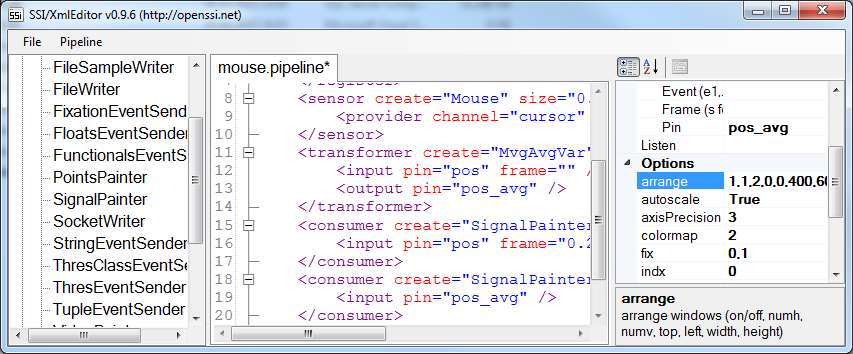 SSI/XmlEditor v0.9.6 (http://openssi.net)
File Pipeline
FileSampleWriter
FileWriter
FixationEventSend
FloatsEventSender
FunctionalsEventS
PointsPainter
SignalPainter
SocketWriter
StringEventSender
ThresClassEventSe
ThresEventSender
TupleEventSender
mouse.pipeline*
8 <sensor create="Mouse" size="0.
9 <provider channel="cursor"
10 </sensor>
11 <transformer create="MvgAvgVar"
12 <input pin="pos" frame="" /
13 <output pin="pos_avg" />
14 </transformer>
15 <consumer create="SignalPainter
16 <input pin="pos" frame="0.2
17 </consumer>
18 <consumer create="SignalPainter
19 <input pin="pos_avg" />
20 </consumer>
Event (e1,.
Frame (s fo
Pin pos_avg
Listen
Options
arrange 1,1,2,0,0,400,60
autoscale True
axisPrecision 3
colormap 2
fix 0.1
indx 0
arrange
arrange windows (on/off, numh,
numv, top, left, width, height)